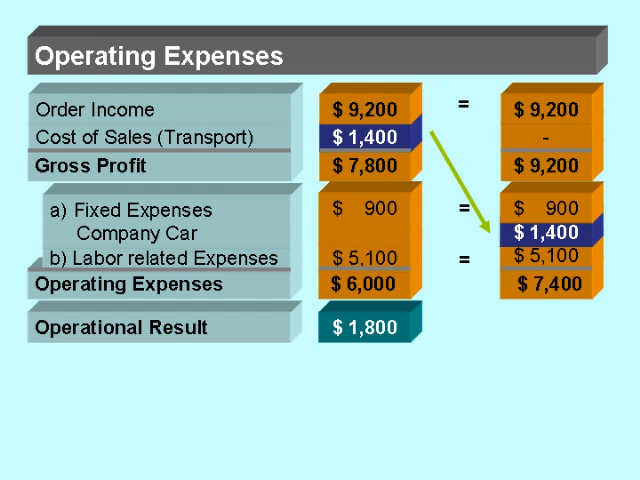 Operating Expenses
Order Income $ 9,200 = $ 9,200
Cost of Sales (Transport) $ 1,400 -
Gross Profit $ 7,800 $ 9,200
a) Fixed Expenses $ 900 = $ 900
Company Car $ 1,400
b) Labor related Expenses $ 5,100 = $ 5,100
Operating Expenses $ 6,000 $ 7,400
Operational Result $ 1,800